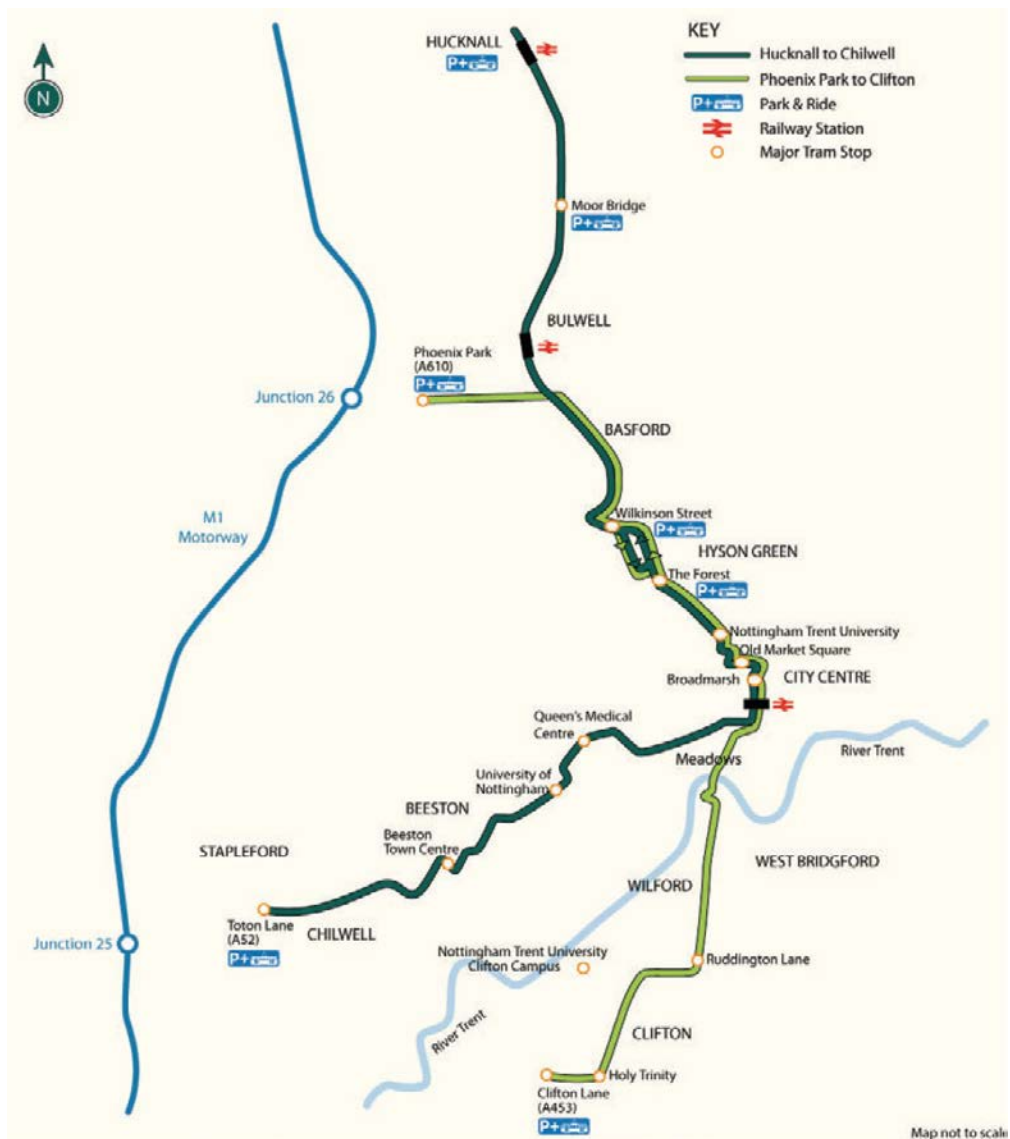 HUCKNALL
P+
KEY
Hucknall to Chilwell
Phoenix Park to Clifton
P+
Park & Ride
Railway Station
Major Tram Stop
N
Moor Bridge
P+
BULWELL
Phoenix Park
(A610)
P+
Junction 26
BASFORD
M1
Motorway
Wilkinson Street
P+
HYSON GREEN
The Forest
P+
Nottingham Trent University
Old Market Square
Broadmarsh
CITY CENTRE
Queen's Medical
Centre
Meadows
River Trent
University of
Nottingham
BEESTON
Beeston
Town Centre
STAPLEFORD
WEST BRIDGFORD
WILFORD
Toton Lane
(A52)
P+
CHILWELL
Junction 25
Nottingham Trent University
Clifton Campus
Ruddington Lane
River Trent
CLIFTON
Holy Trinity
Clifton Lane
(A453)
P+
Map not to scale